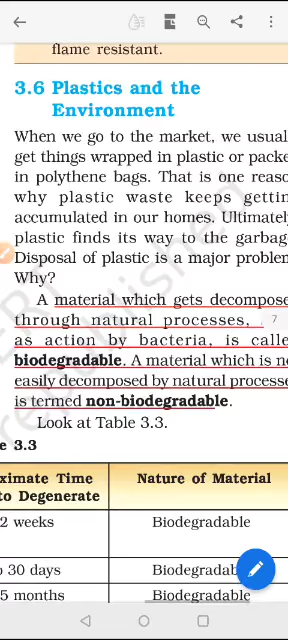 flame resistant.
3.6 Plastics and the
Environment
When we go to the market, we usual
get things wrapped in plastic or packe
in polythene bags. That is one reaso
why plastic waste keeps gettin
accumulated in our homes. Ultimately
plastic finds its way to the garbag
Disposal of plastic is a major problem
Why?
A material which gets decompose
through natural processes,
7
as action by bacteria, is calle
biodegradable. A material which is no
easily decomposed by natural processe
is termed non-biodegradable.
Look at Table 3.3.
e 3.3
ximate Time
to Degenerate
Nature of Material
2 weeks
Biodegradable
o 30 days
Biodegradab
5 months
Biodegradable